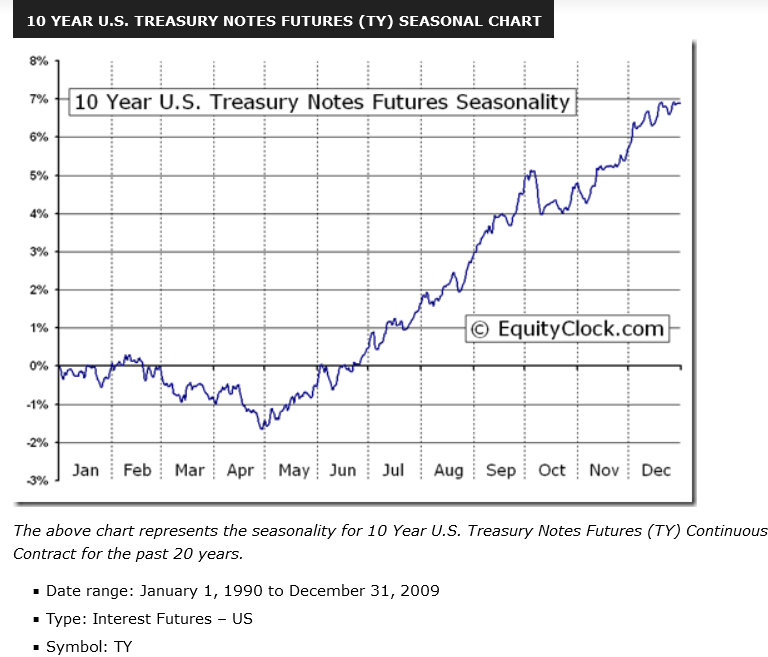 10 YEAR U.S. TREASURY NOTES FUTURES (TY) SEASONAL CHART
8%
7%
10 Year U.S. Treasury Notes Futures Seasonality
6%
5%
4%
3%
2%
1%
© EquityClock.com
0%
-1%
-2%
Jan Feb Mar Apr May Jun Jul Aug Sep Oct Nov Dec
-3%
The above chart represents the seasonality for 10 Year U.S. Treasury Notes Futures (TY) Continuous
Contract for the past 20 years.
▪ Date range: January 1, 1990 to December 31, 2009
▪ Type: Interest Futures – US
▪ Symbol: TY